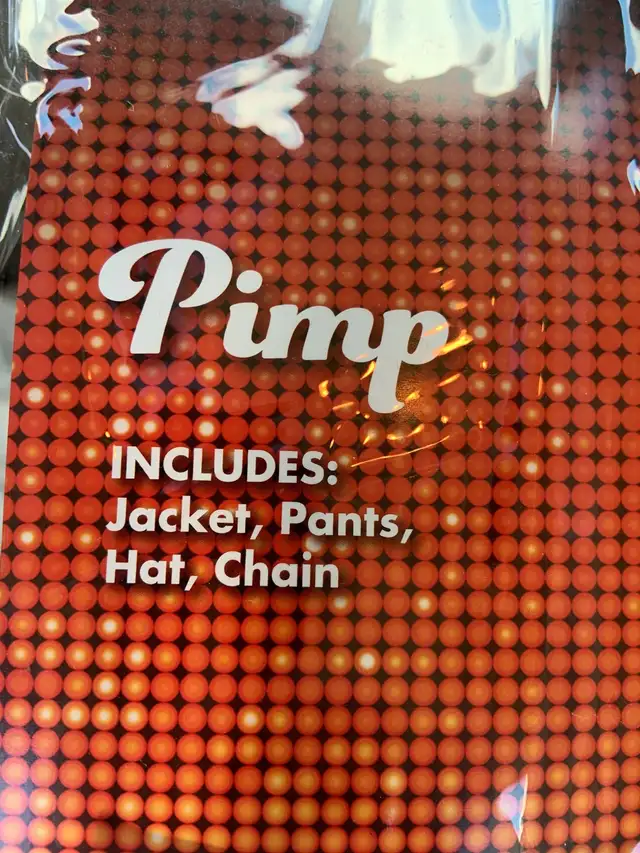 Pimp
INCLUDES:
Jacket, Pants,
Hat, Chain